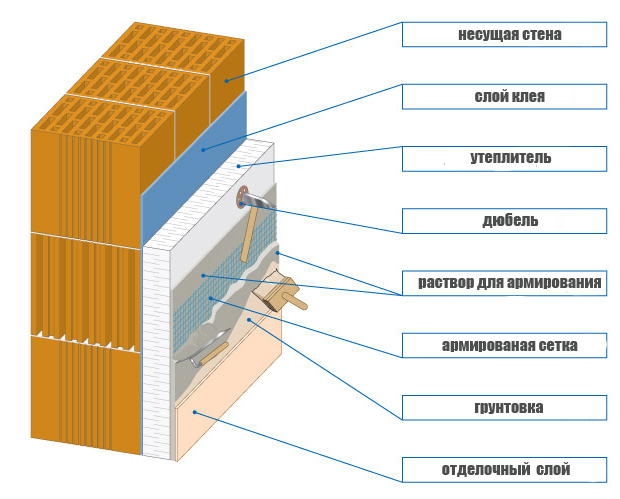 несущая стена
слой клея
утеплитель
дюбель
раствор для армирования
армированая сетка
грунтовка
отделочный слой